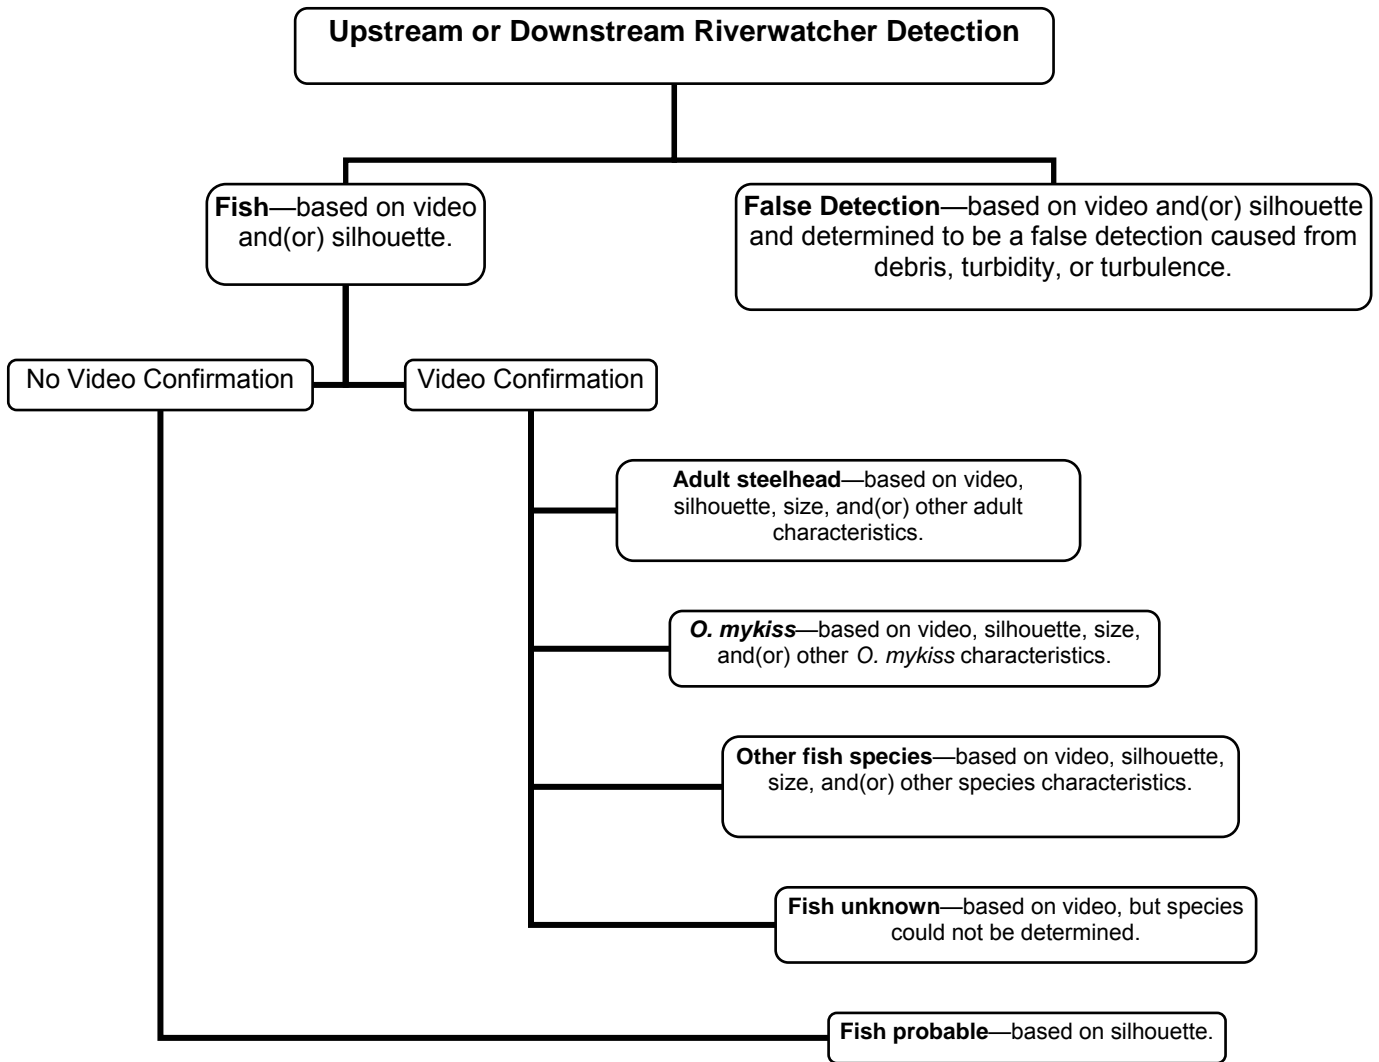 Upstream or Downstream Riverwatcher Detection
Fish—based on video
and(or) silhouette.
False Detection—based on video and(or) silhouette
and determined to be a false detection caused from
debris, turbidity, or turbulence.
No Video Confirmation
Video Confirmation
Adult steelhead—based on video,
silhouette, size, and(or) other adult
characteristics.
O. mykiss—based on video, silhouette, size,
and(or) other O. mykiss characteristics.
Other fish species—based on video, silhouette,
size, and(or) other species characteristics.
Fish unknown—based on video, but species
could not be determined.
Fish probable—based on silhouette.